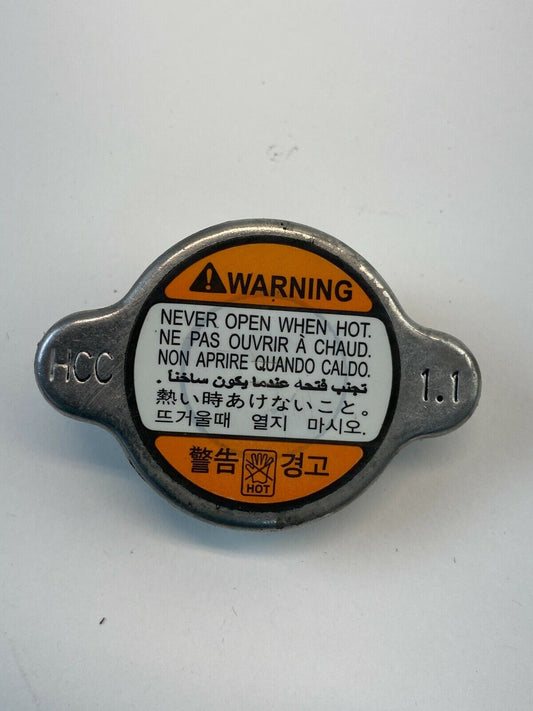 WARNING
NEVER OPEN WHEN HOT.
NE PAS OUVRIR À CHAUD.
NON APRIRE QUANDO CALDO.
تجنب فتحه عندما يكون ساخنا .
熱い時あけないこと。
뜨거울때 열지 마시오.
HCC
1.1
警告 경고
HOT